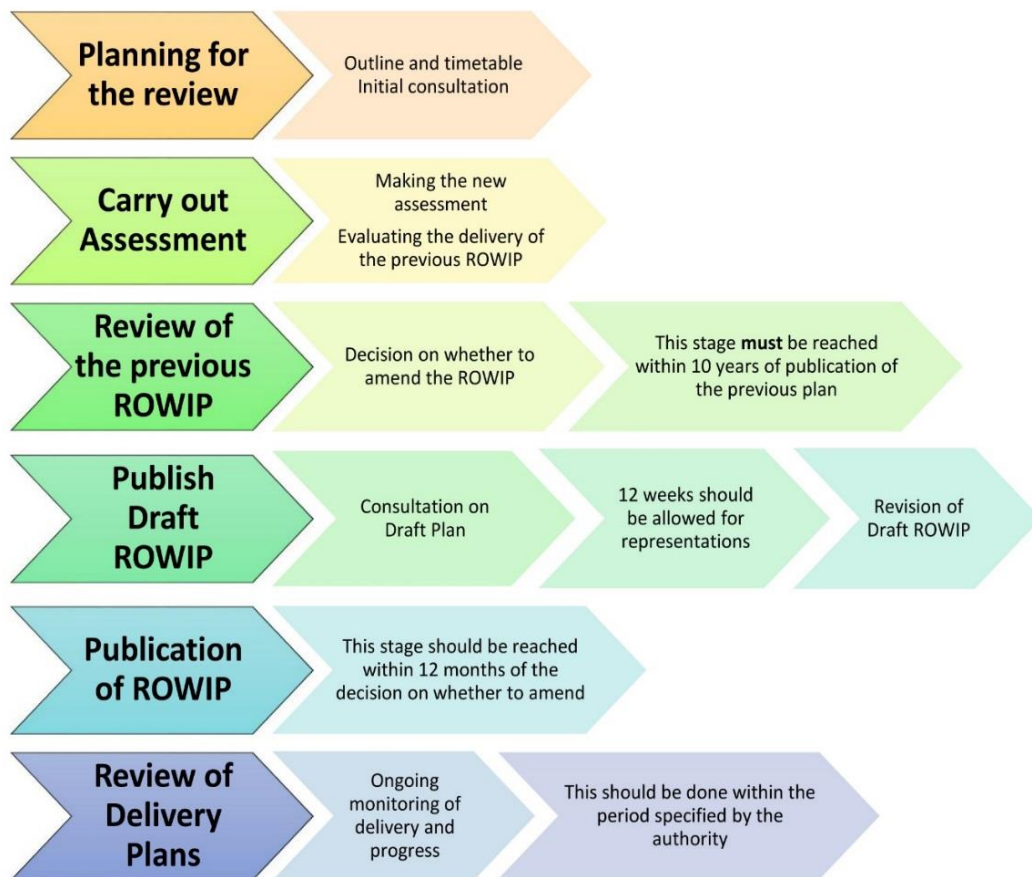 Planning for
the review
Outline and timetable
Initial consultation
Carry out
Assessment
Making the new
assessment
Evaluating the delivery of
the previous ROWIP
Review of
the previous
ROWIP
Decision on whether to
amend the ROWIP
This stage must be reached
within 10 years of publication of
the previous plan
Publish
Draft
ROWIP
Consultation on
Draft Plan
12 weeks should
be allowed for
representations
Revision of
Draft ROWIP
Publication
of ROWIP
This stage should be reached
within 12 months of the
decision on whether to amend
Review of
Delivery
Plans
Ongoing
monitoring of
delivery and
progress
This should be done within the
period specified by the
authority